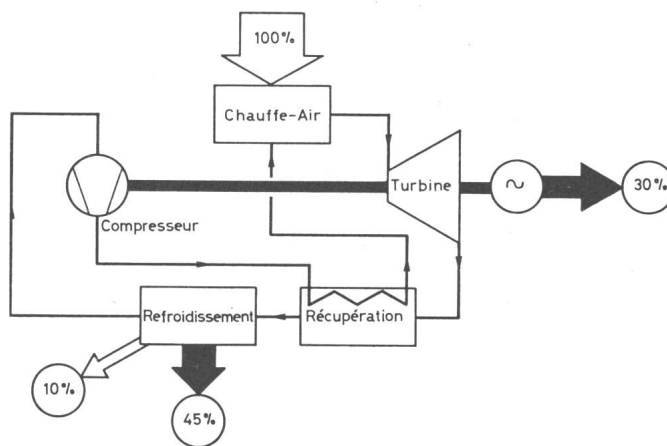 100%
Chauffe-Air
Turbine
~
30%
Compresseur
Refroidissement
Récupération
10%
45%